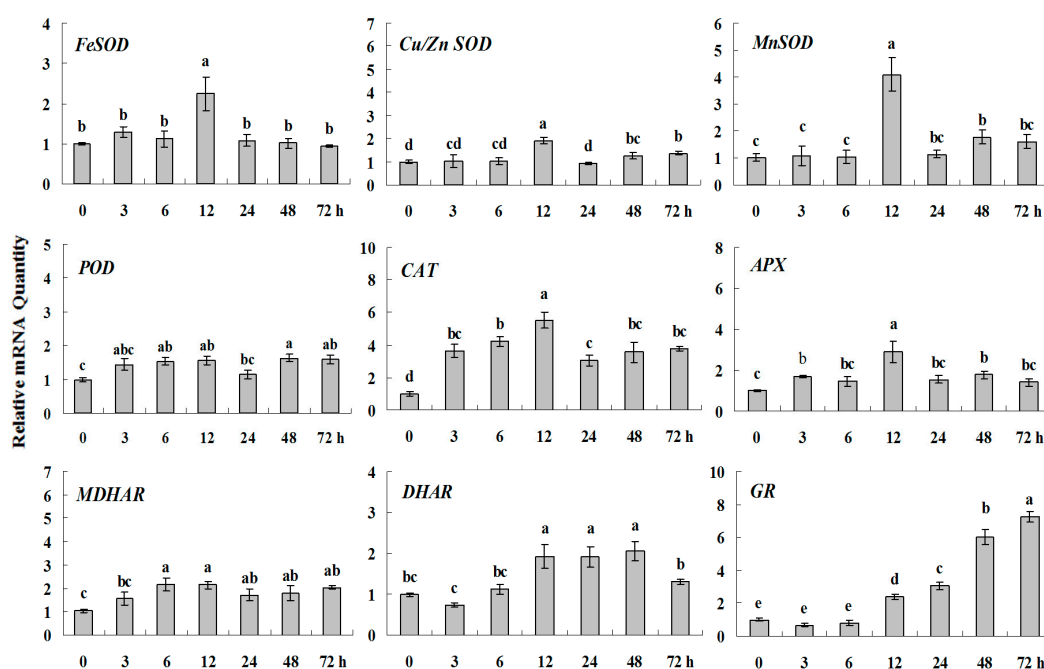 Relative mRNA Quantity
FeSOD
4
3
2
1
0
b b b a b b b
0 3 6 12 24 48 72 h
Cu/Zn SOD
7
6
5
4
3
2
1
0
d cd cd a d bc b
0 3 6 12 24 48 72 h
MnSOD
6
5
4
3
2
1
0
c c c a bc b bc
0 3 6 12 24 48 72 h
POD
5
4
3
2
1
0
c abc ab ab bc a ab
0 3 6 12 24 48 72 h
CAT
10
8
6
4
2
0
d bc b a c bc bc
0 3 6 12 24 48 72 h
APX
8
6
4
2
0
c b bc a bc b bc
0 3 6 12 24 48 72 h
MDHAR
7
6
5
4
3
2
1
0
c bc a a ab ab ab
0 3 6 12 24 48 72 h
DHAR
4
3
2
1
0
bc c bc a a a b
0 3 6 12 24 48 72 h
GR
10
8
6
4
2
0
e e e d c b a
0 3 6 12 24 48 72 h